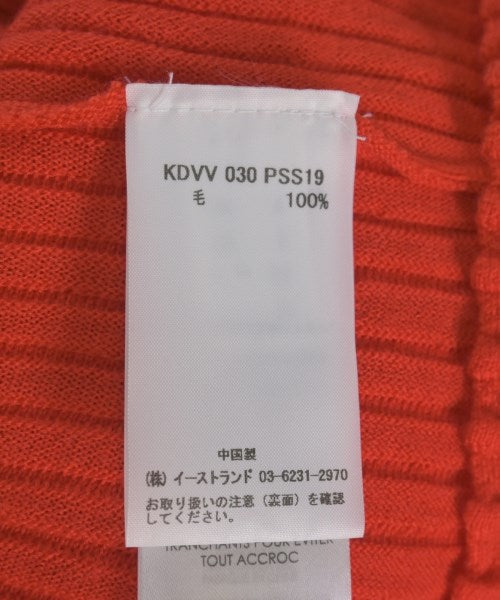 KDVV 030 PSS19
毛 100%
中国製
(株) イーストランド 03-6231-2970
お取り扱いの注意 (裏面) を確認
してください。
TRANCHANTS POUR ÉVITER
TOUT ACCROC